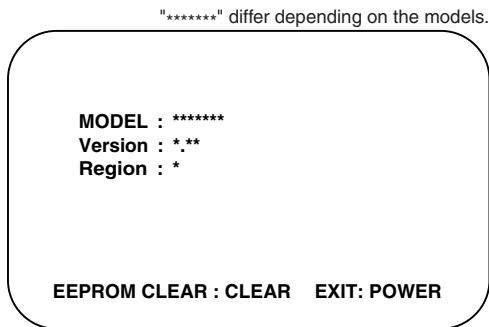 "*******" differ depending on the models.
MODEL : *******
Version : *.**
Region : *
EEPROM CLEAR : CLEAR EXIT: POWER